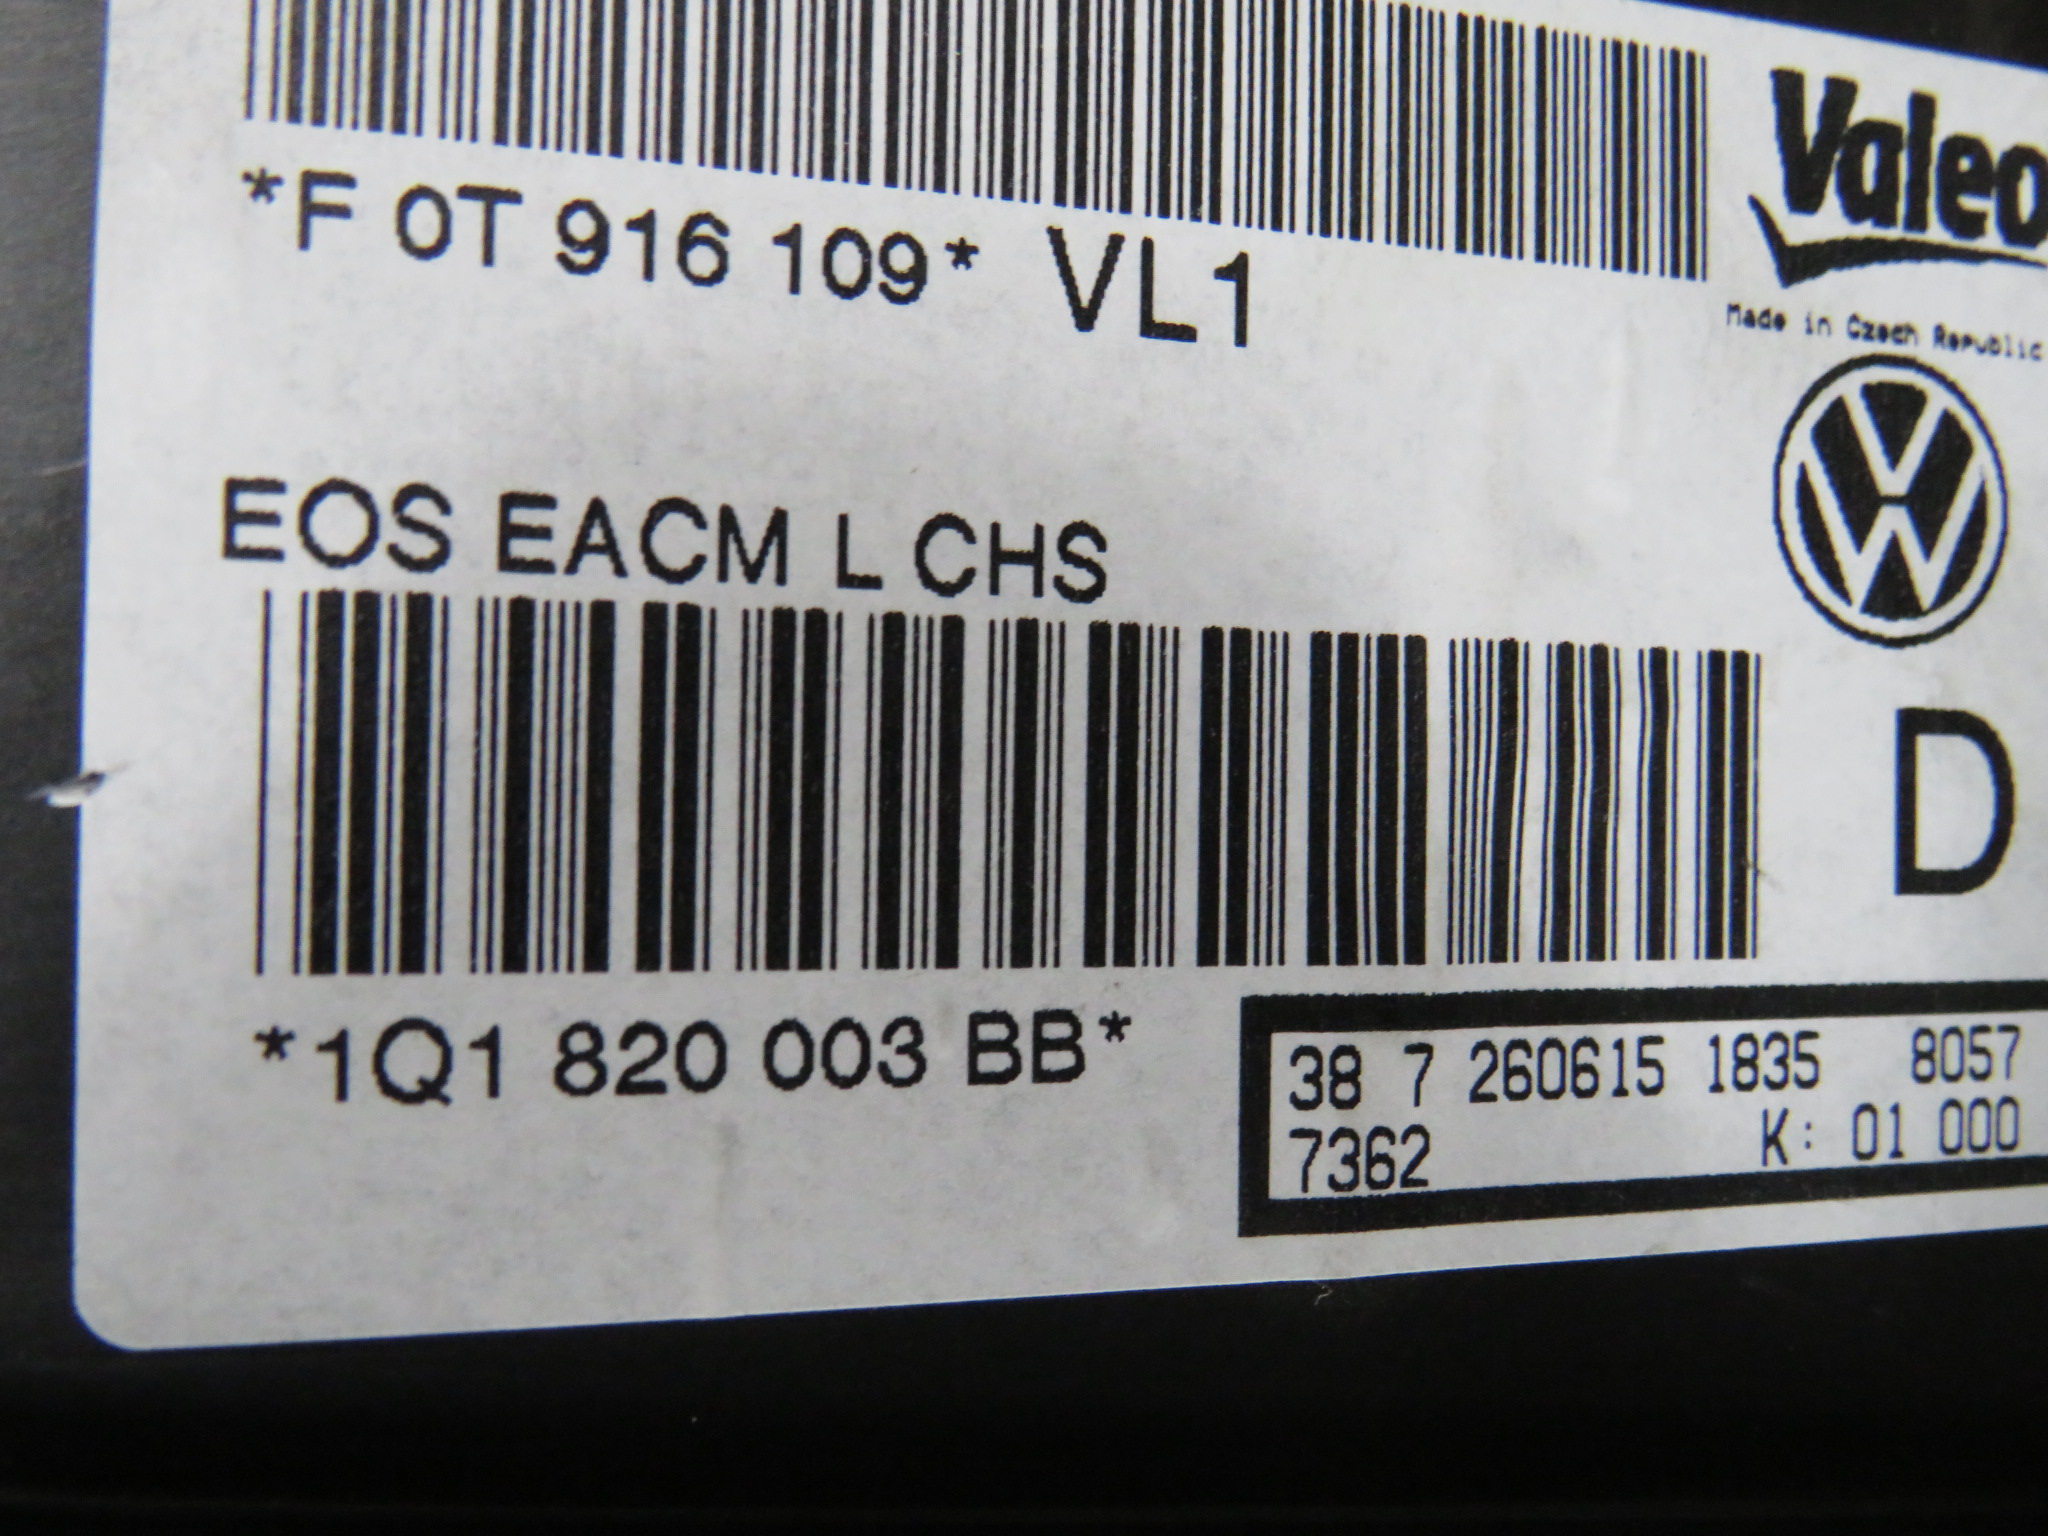 Valeo
*F 0T 916 109* VL1
Made in Czech Republic
EOS EACM L CHS
D
*1Q1 820 003 BB*
38 7 260615 1835 8057
7362 K: 01 000